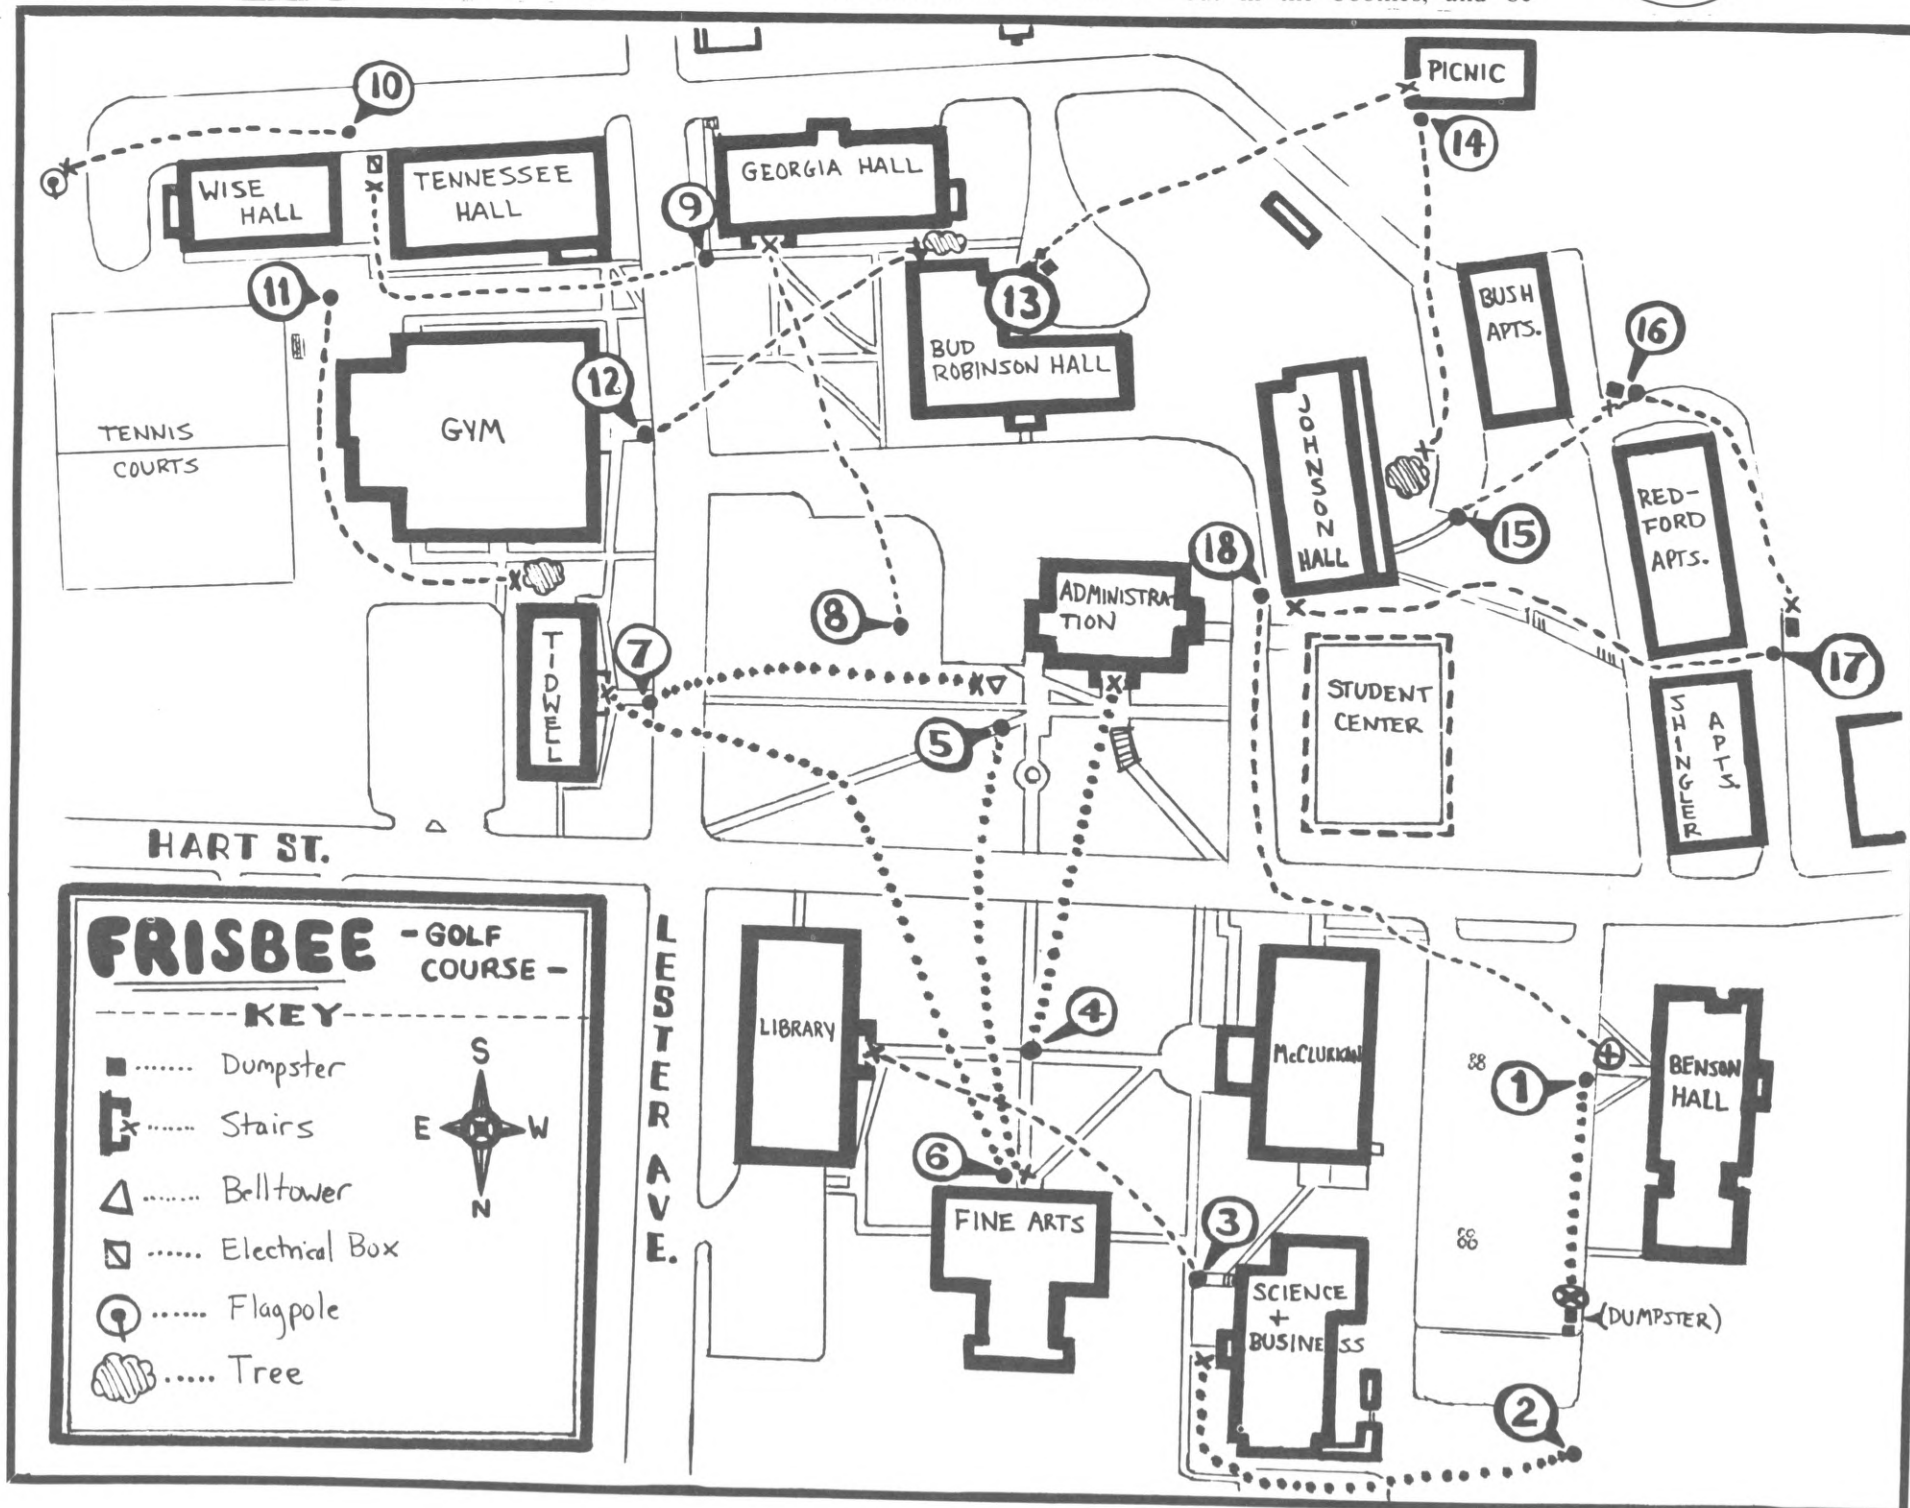 PICNIC
10
14
WISE
HALL
TENNESSEE
HALL
9
GEORGIA HALL
11
13
BUSH
APTS.
16
BUD
ROBINSON HALL
12
GYM
TENNIS
COURTS
JOHNSON
HALL
RED-
FORD
APTS.
15
18
ADMINISTRA-
TION
8
7
TIDWELL
17
STUDENT
CENTER
5
SHINGLER
APTS.
HART ST.
FRISBEE -GOLF
COURSE-
KEY
Dumpster
Stairs
Belltower
Electrical Box
Flagpole
Tree
S
E W
N
LESTER AVE.
LIBRARY
4
McCLURKAN
1
BENSON
HALL
6
FINE ARTS
3
SCIENCE
+
BUSINESS
(DUMPSTER)
2